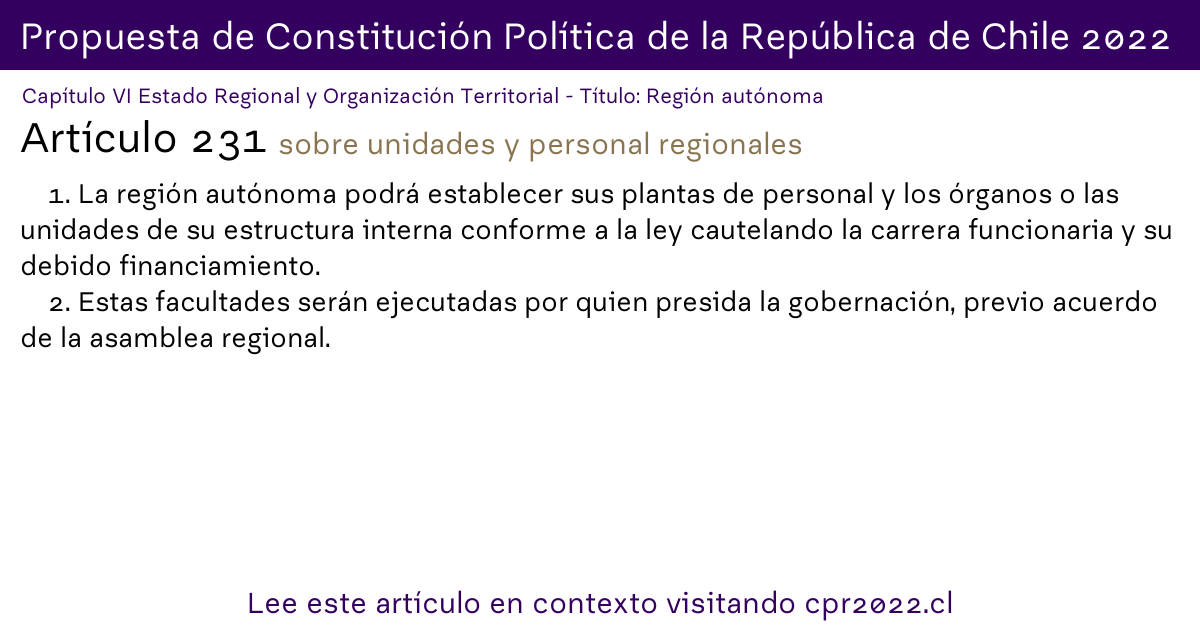 Propuesta de Constitución Política de la República de Chile 2022
Capítulo VI Estado Regional y Organización Territorial - Título: Región autónoma
Artículo 231 sobre unidades y personal regionales
1. La región autónoma podrá establecer sus plantas de personal y los órganos o las
unidades de su estructura interna conforme a la ley cautelando la carrera funcionaria y su
debido financiamiento.
2. Estas facultades serán ejecutadas por quien presida la gobernación, previo acuerdo
de la asamblea regional.
Lee este artículo en contexto visitando cpr2022.cl